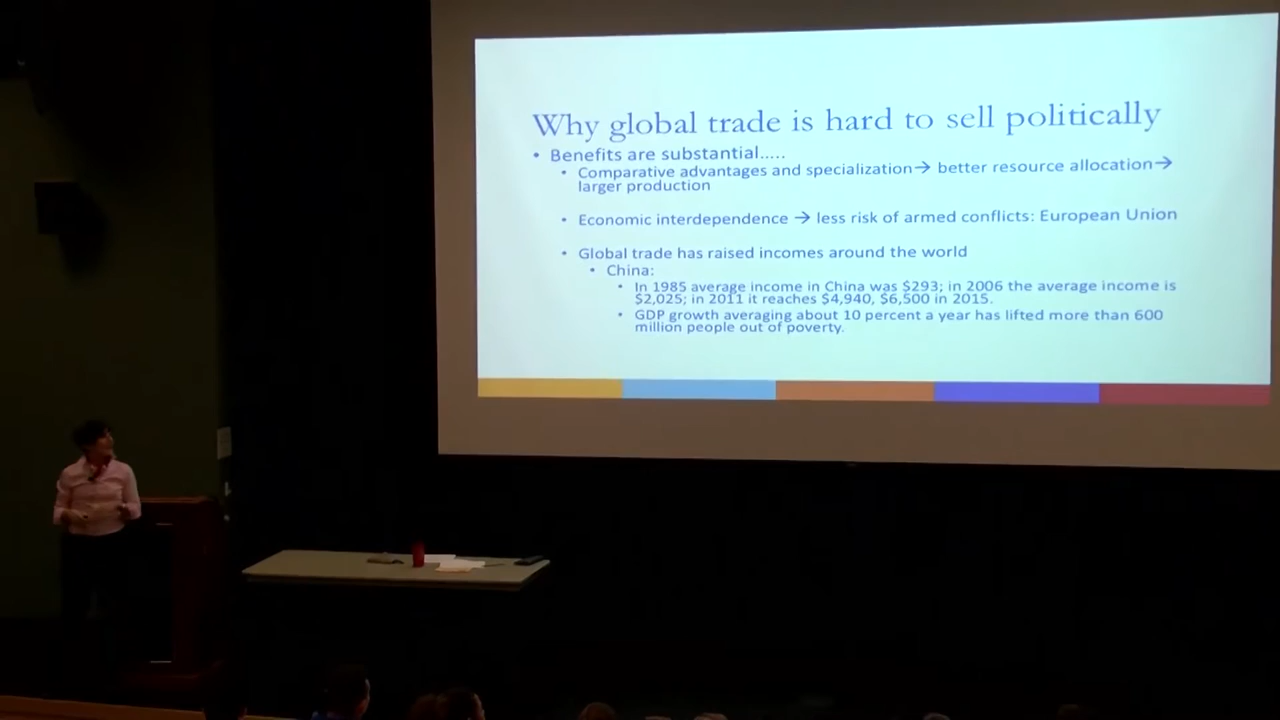 Why global trade is hard to sell politically
• Benefits are substantial.....
• Comparative advantages and specialization→ better resource allocation→
larger production
• Economic interdependence → less risk of armed conflicts: European Union
• Global trade has raised incomes around the world
• China:
• In 1985 average income in China was $293; in 2006 the average income is
$2,025; in 2011 it reaches $4,940, $6,500 in 2015.
• GDP growth averaging about 10 percent a year has lifted more than 600
million people out of poverty.